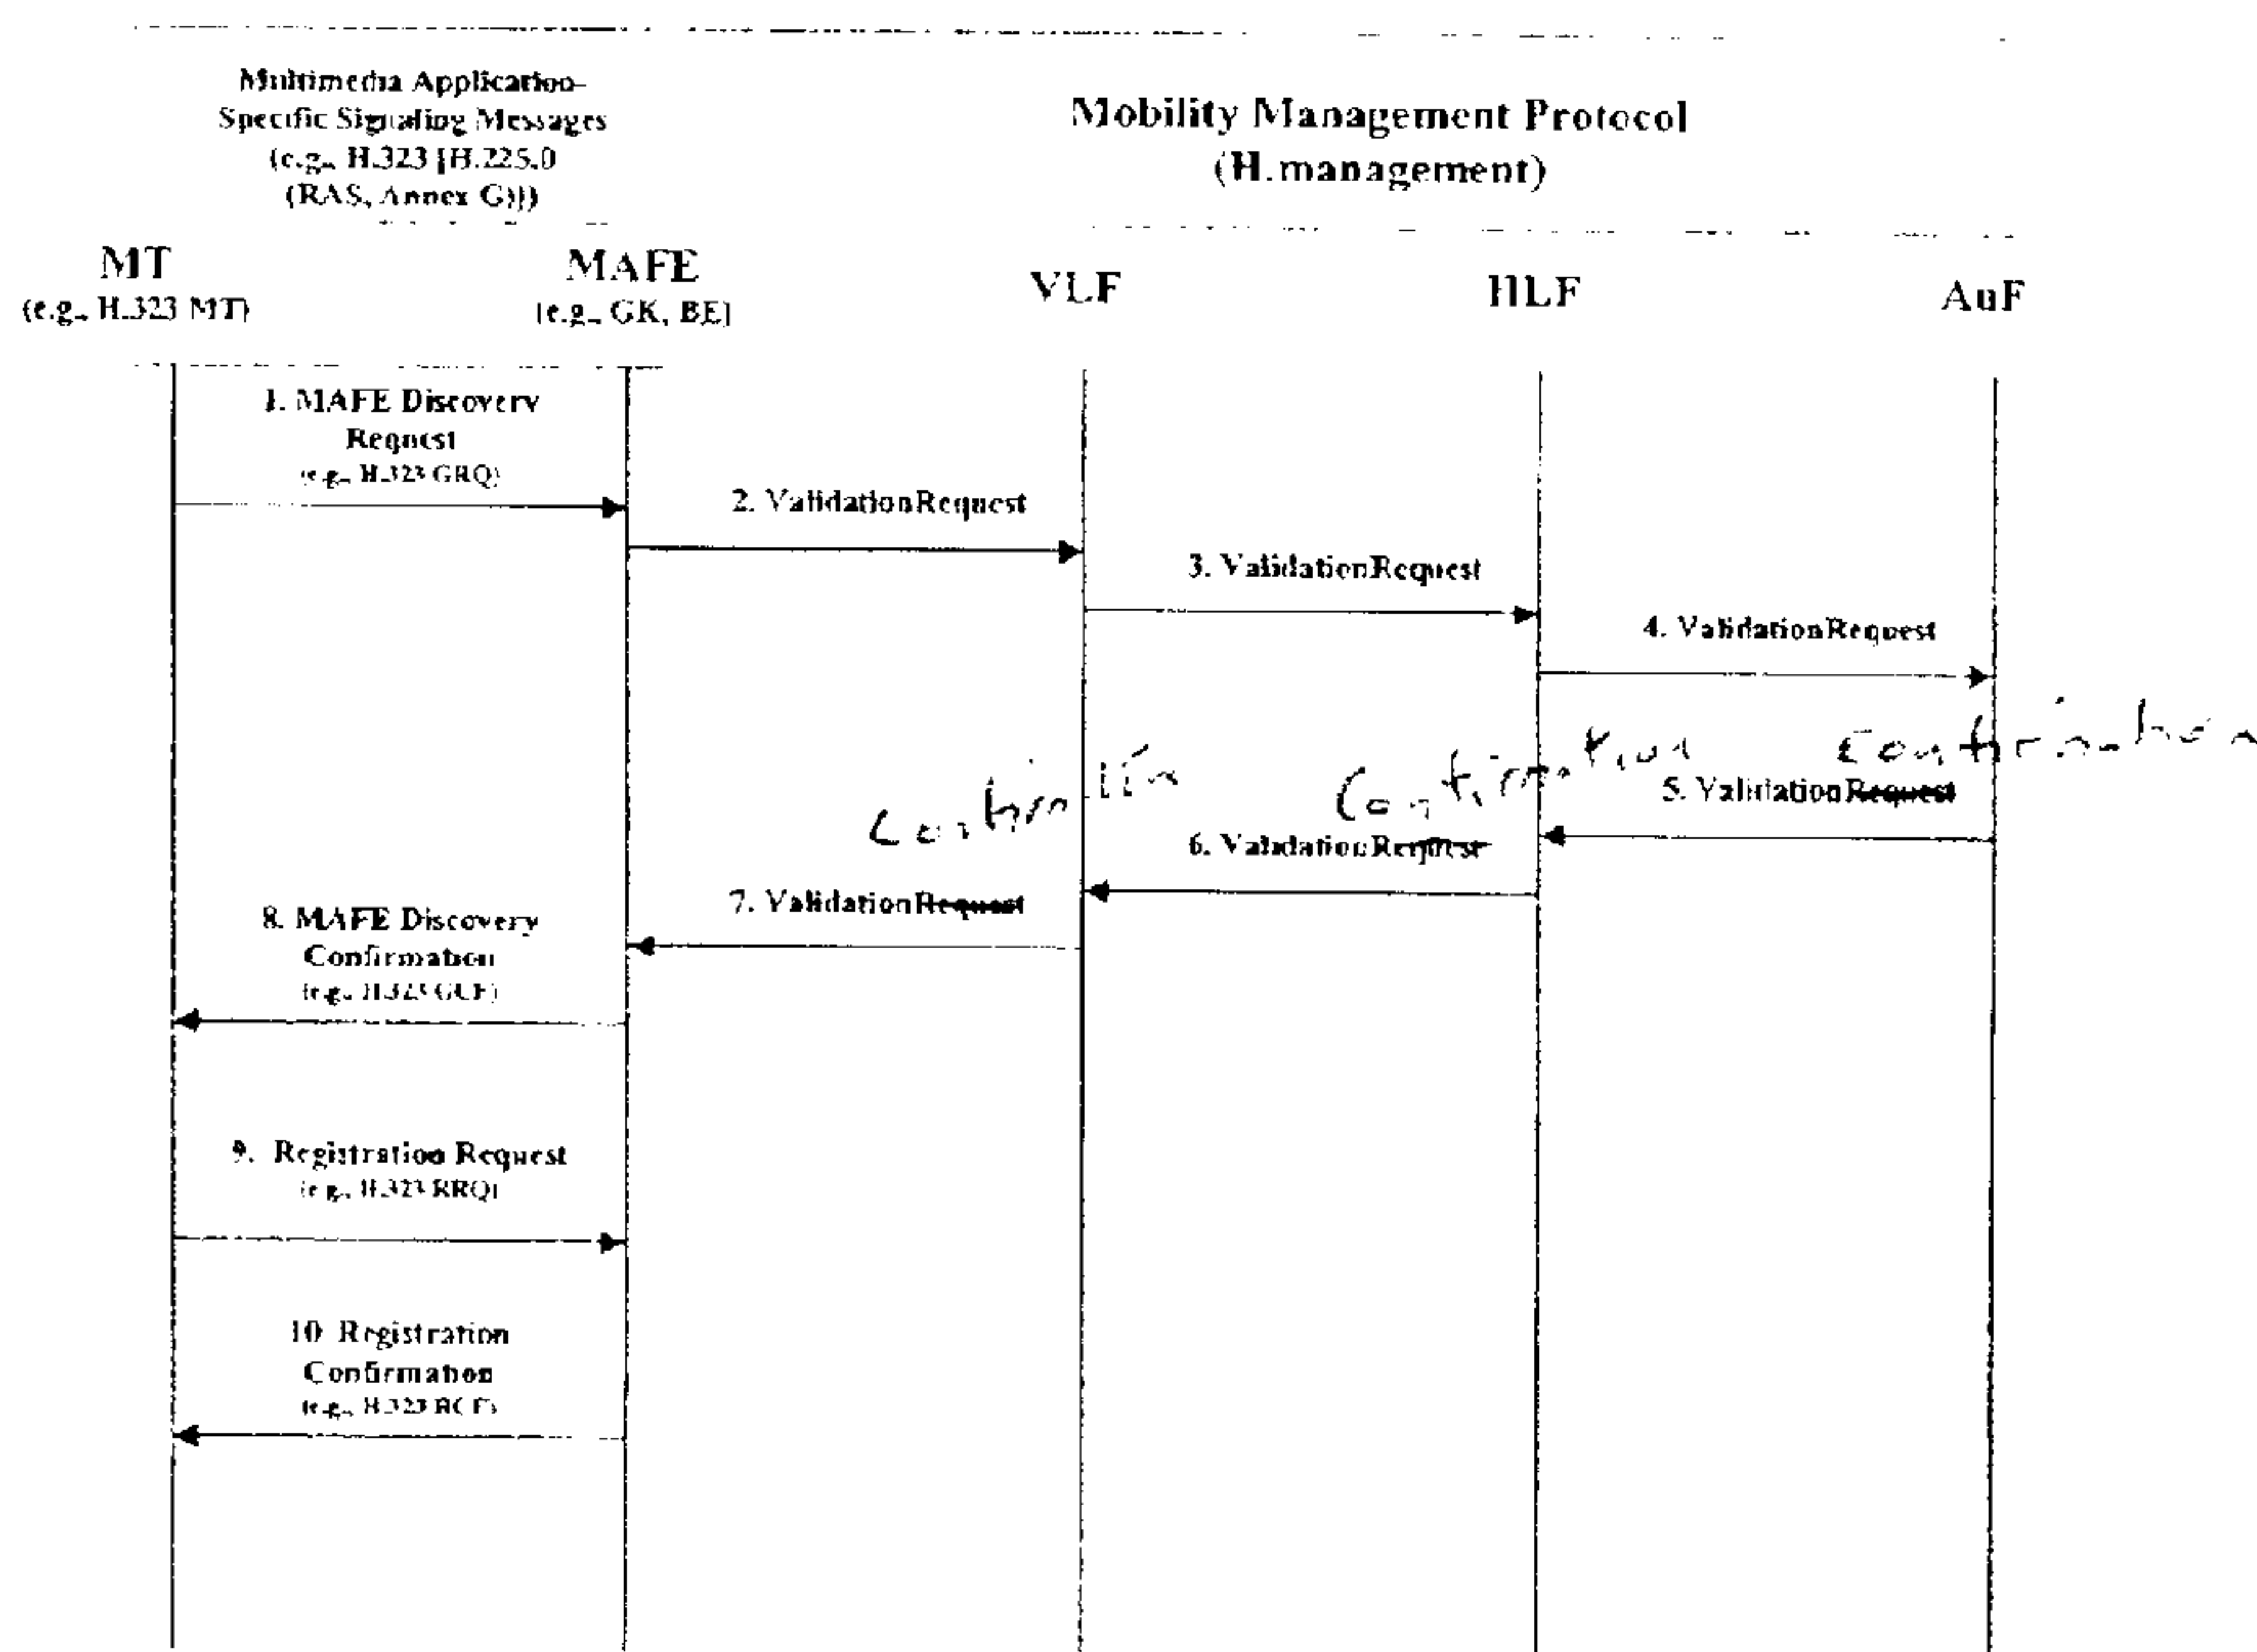 Multimedia Application-
Specific Signaling Messages
(e.g., H.323 [H.225.0
(RAS, Annex G)])
Mobility Management Protocol
(H.management)
MT
(e.g., H.323 MT)
MAFE
(e.g., GK, BE)
VLF
HLF
AuF
1. MAFE Discovery
Request
(e.g., H.323 GRQ)
2. ValidationRequest
3. ValidationRequest
4. ValidationRequest
Confirmation
5. ValidationRequest
Confirmation
6. ValidationRequest
Confirmation
7. ValidationRequest
8. MAFE Discovery
Confirmation
(e.g., H.323 GCF)
9. Registration Request
(e.g., H.323 RRQ)
10 Registration
Confirmation
(e.g., H.323 RCF)